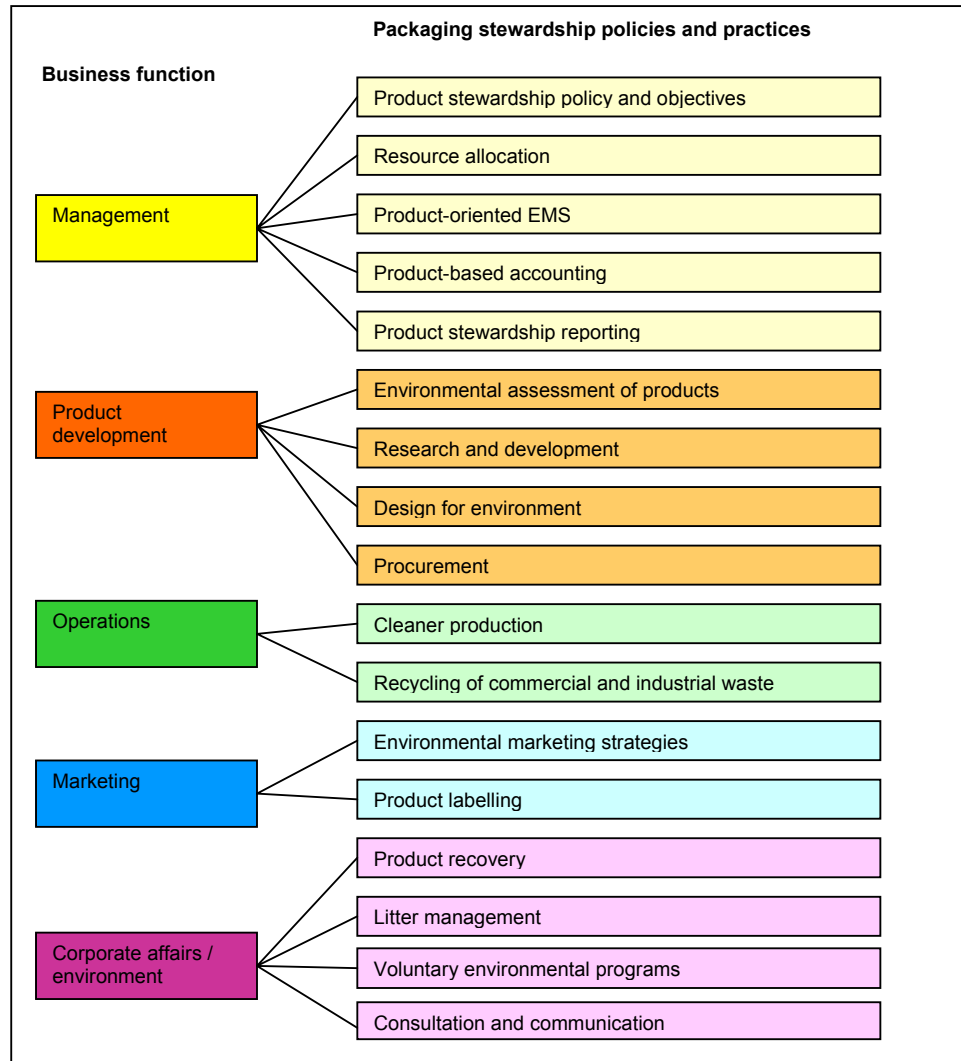 Packaging stewardship policies and practices
Business function
Product stewardship policy and objectives
Resource allocation
Management
Product-oriented EMS
Product-based accounting
Product stewardship reporting
Environmental assessment of products
Product
development
Research and development
Design for environment
Procurement
Operations
Cleaner production
Recycling of commercial and industrial waste
Environmental marketing strategies
Marketing
Product labelling
Product recovery
Litter management
Corporate affairs /
environment
Voluntary environmental programs
Consultation and communication